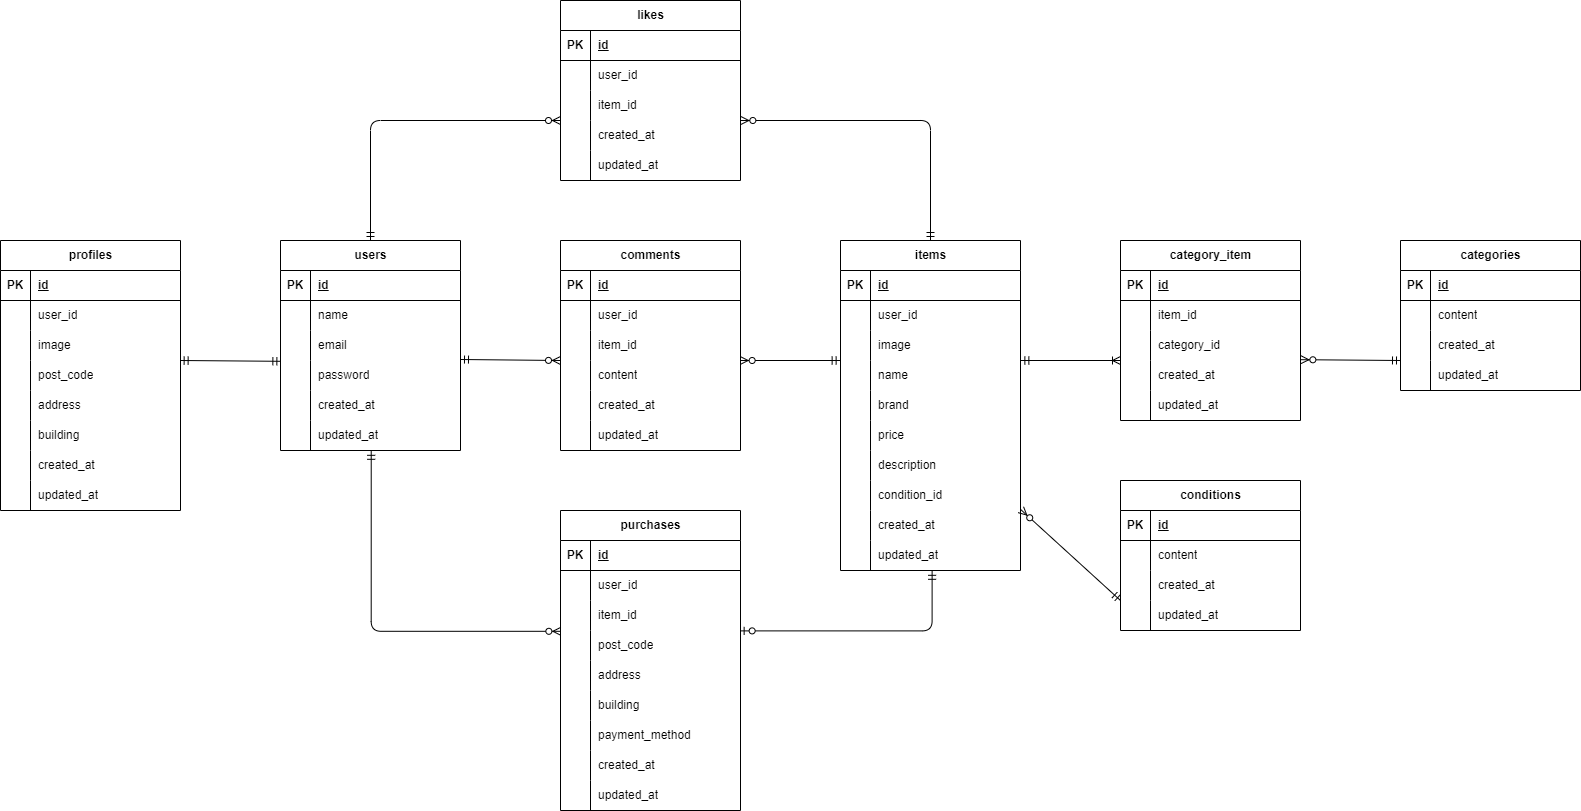 likes
PK id
user_id
item_id
created_at
updated_at
profiles
PK id
user_id
image
post_code
address
building
created_at
updated_at
users
PK id
name
email
password
created_at
updated_at
comments
PK id
user_id
item_id
content
created_at
updated_at
items
PK id
user_id
image
name
brand
price
description
condition_id
created_at
updated_at
category_item
PK id
item_id
category_id
created_at
updated_at
categories
PK id
content
created_at
updated_at
purchases
PK id
user_id
item_id
post_code
address
building
payment_method
created_at
updated_at
conditions
PK id
content
created_at
updated_at